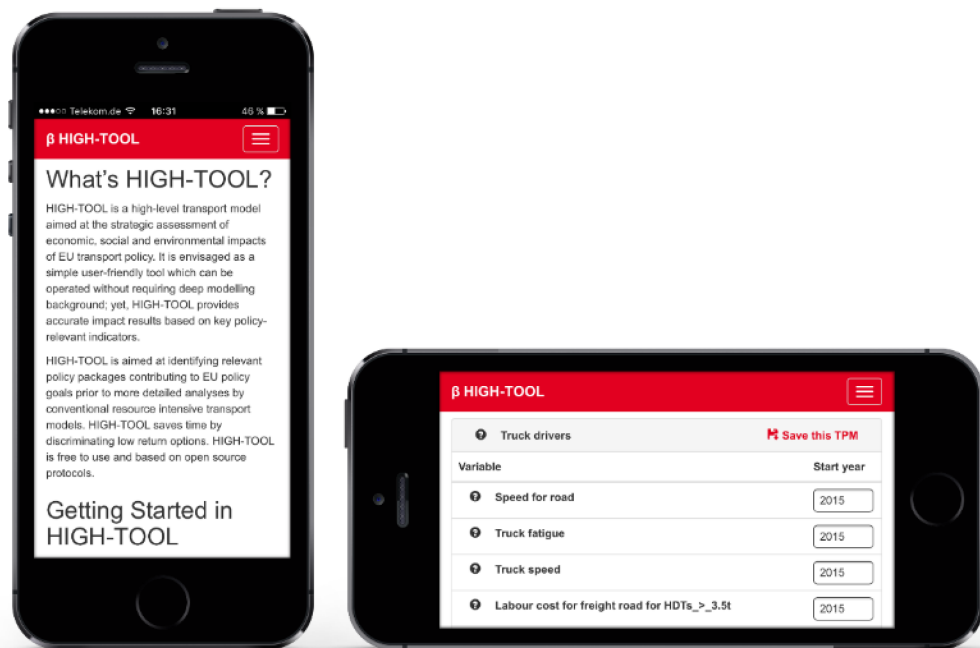 Telekom.de 16:31 46 %
β HIGH-TOOL
What's HIGH-TOOL?
HIGH-TOOL is a high-level transport model
aimed at the strategic assessment of
economic, social and environmental impacts
of EU transport policy. It is envisaged as a
simple user-friendly tool which can be
operated without requiring deep modelling
background; yet, HIGH-TOOL provides
accurate impact results based on key policy-
relevant indicators.
HIGH-TOOL is aimed at identifying relevant
policy packages contributing to EU policy
goals prior to more detailed analyses by
conventional resource intensive transport
models. HIGH-TOOL saves time by
discriminating low return options. HIGH-TOOL
is free to use and based on open source
protocols.
Getting Started in
HIGH-TOOL
β HIGH-TOOL
Truck drivers Save this TPM
Variable Start year
Speed for road 2015
Truck fatigue 2015
Truck speed 2015
Labour cost for freight road for HDTs_>_3.5t 2015